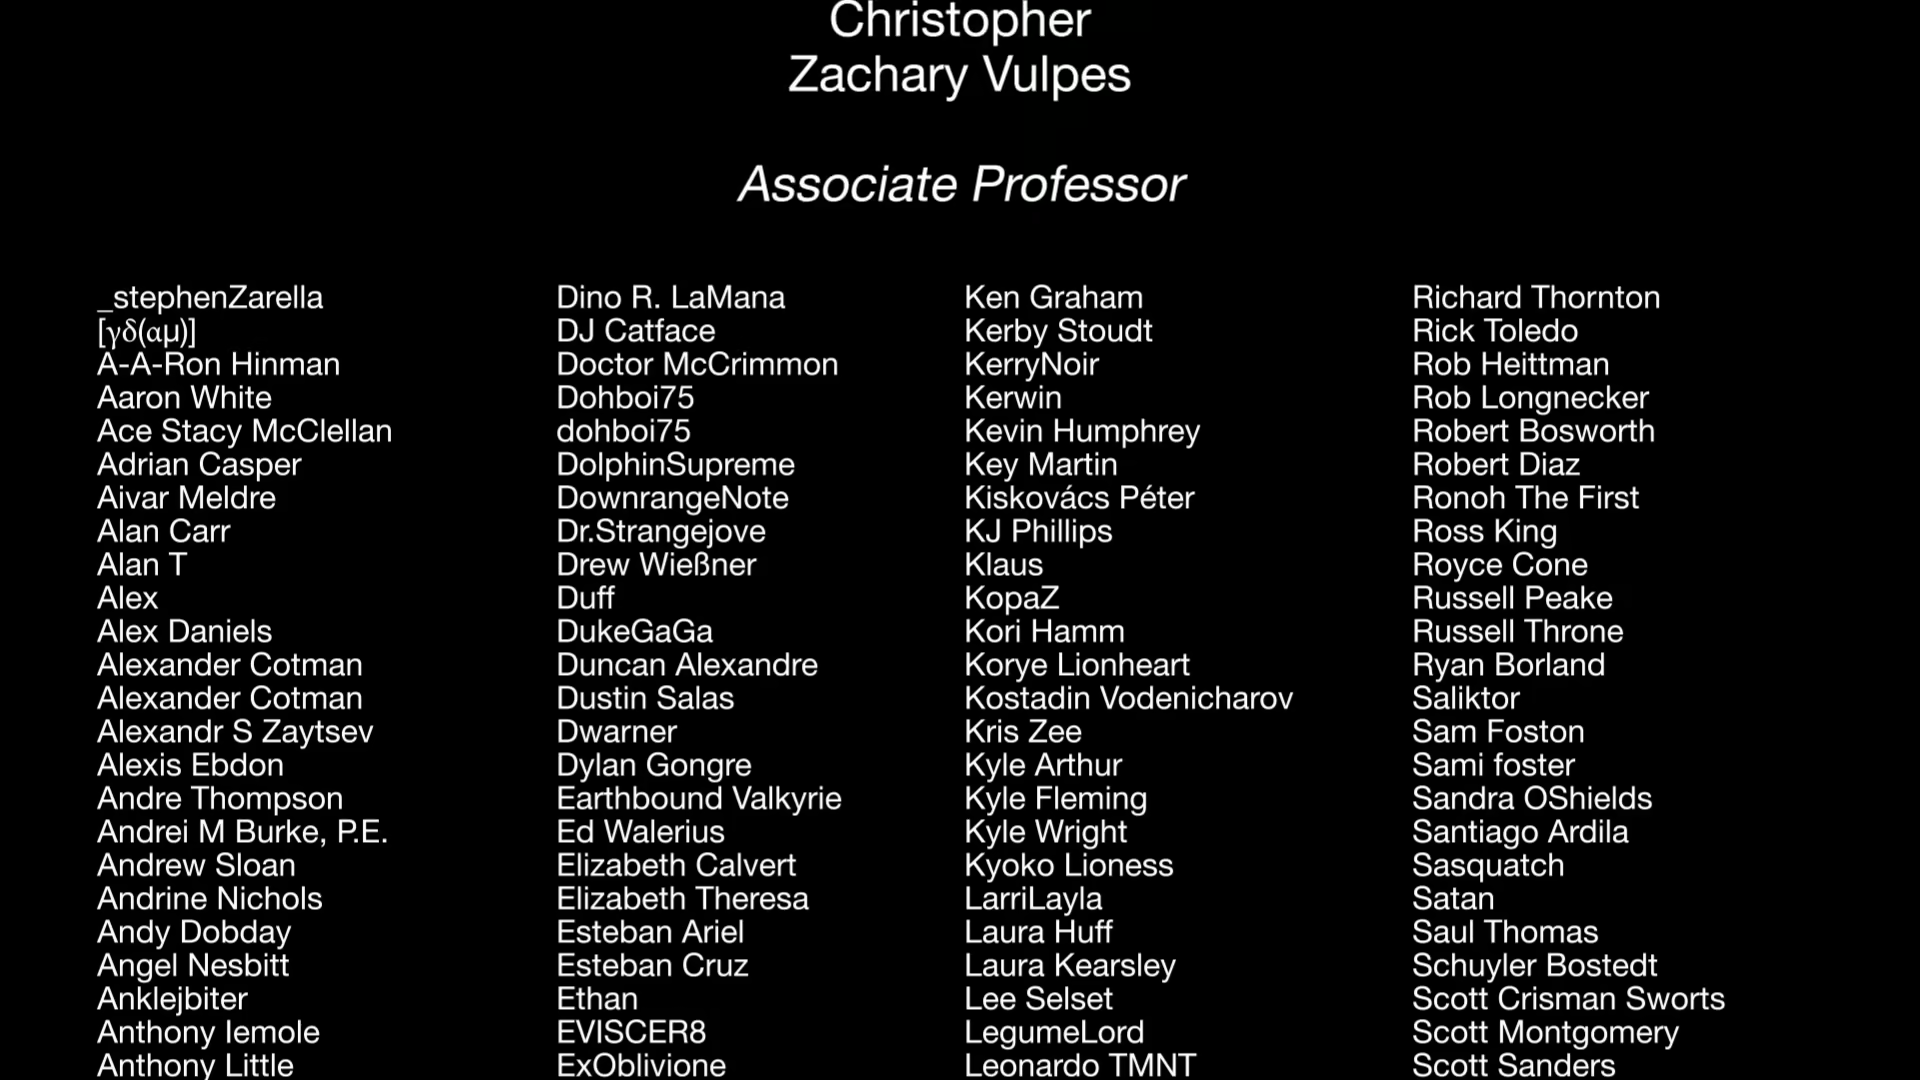 Christopher
Zachary Vulpes
Associate Professor
_stephenZarella
[γδ(αμ)]
A-A-Ron Hinman
Aaron White
Ace Stacy McClellan
Adrian Casper
Aivar Meldre
Alan Carr
Alan T
Alex
Alex Daniels
Alexander Cotman
Alexander Cotman
Alexandr S Zaytsev
Alexis Ebdon
Andre Thompson
Andrei M Burke, P.E.
Andrew Sloan
Andrine Nichols
Andy Dobday
Angel Nesbitt
Anklejbiter
Anthony Iemole
Anthony Little
Dino R. LaMana
DJ Catface
Doctor McCrimmon
Dohboi75
dohboi75
DolphinSupreme
DownrangeNote
Dr.Strangejove
Drew Wießner
Duff
DukeGaGa
Duncan Alexandre
Dustin Salas
Dwarner
Dylan Gongre
Earthbound Valkyrie
Ed Walerius
Elizabeth Calvert
Elizabeth Theresa
Esteban Ariel
Esteban Cruz
Ethan
EVISCER8
ExOblivione
Ken Graham
Kerby Stoudt
KerryNoir
Kerwin
Kevin Humphrey
Key Martin
Kiskovács Péter
KJ Phillips
Klaus
KopaZ
Kori Hamm
Korye Lionheart
Kostadin Vodenicharov
Kris Zee
Kyle Arthur
Kyle Fleming
Kyle Wright
Kyoko Lioness
LarriLayla
Laura Huff
Laura Kearsley
Lee Selset
LegumeLord
Leonardo TMNT
Richard Thornton
Rick Toledo
Rob Heittman
Rob Longnecker
Robert Bosworth
Robert Diaz
Ronoh The First
Ross King
Royce Cone
Russell Peake
Russell Throne
Ryan Borland
Saliktor
Sam Foston
Sami foster
Sandra OShields
Santiago Ardila
Sasquatch
Satan
Saul Thomas
Schuyler Bostedt
Scott Crisman Sworts
Scott Montgomery
Scott Sanders